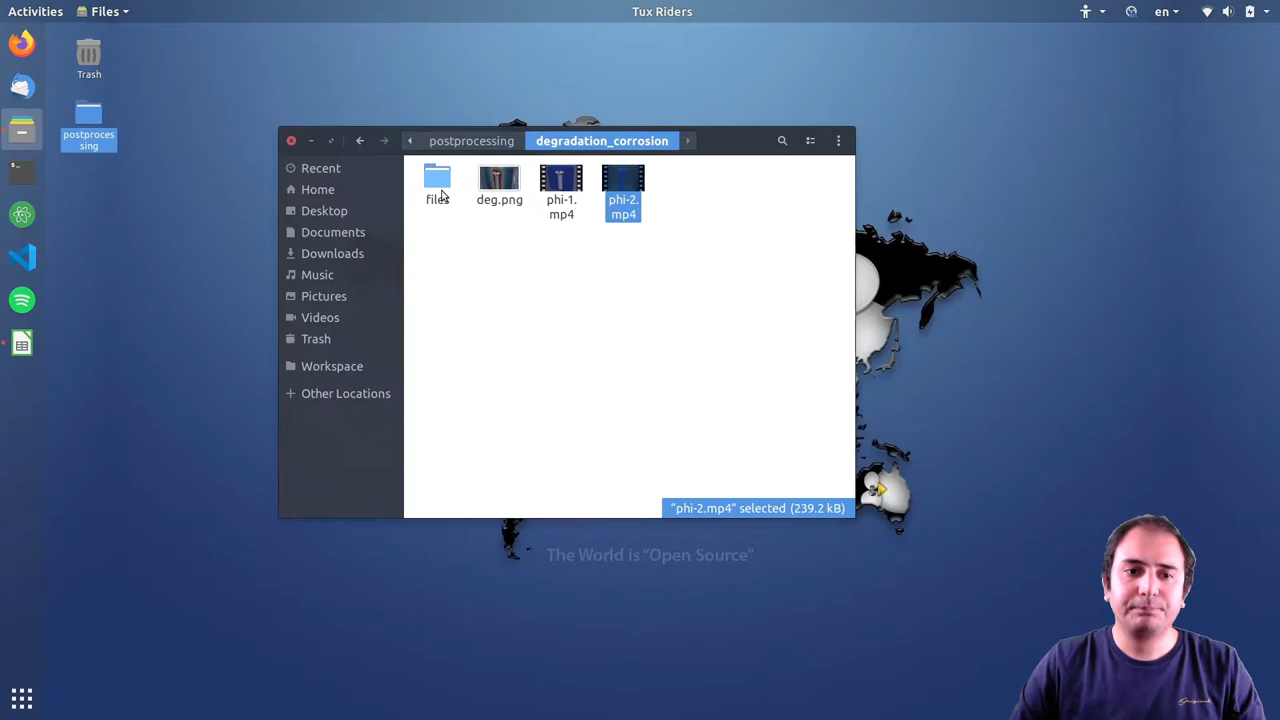 Activities
Files
Tux Riders
en
Trash
postproces
sing
postprocessing
degradation_corrosion
Recent
Home
Desktop
Documents
Downloads
Music
Pictures
Videos
Trash
Workspace
Other Locations
files
deg.png
phi-1.
mp4
phi-2.
mp4
"phi-2.mp4" selected (239.2 kB)
The World is "Open Source"